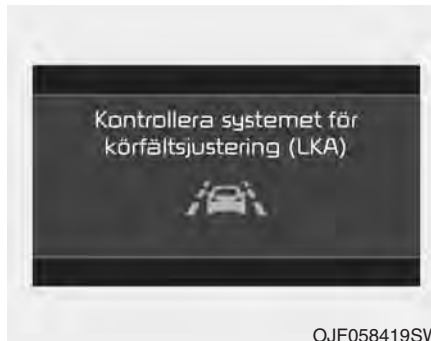 Kontrollera systemet för
körfältsjustering (LKA)
OJF058419SW